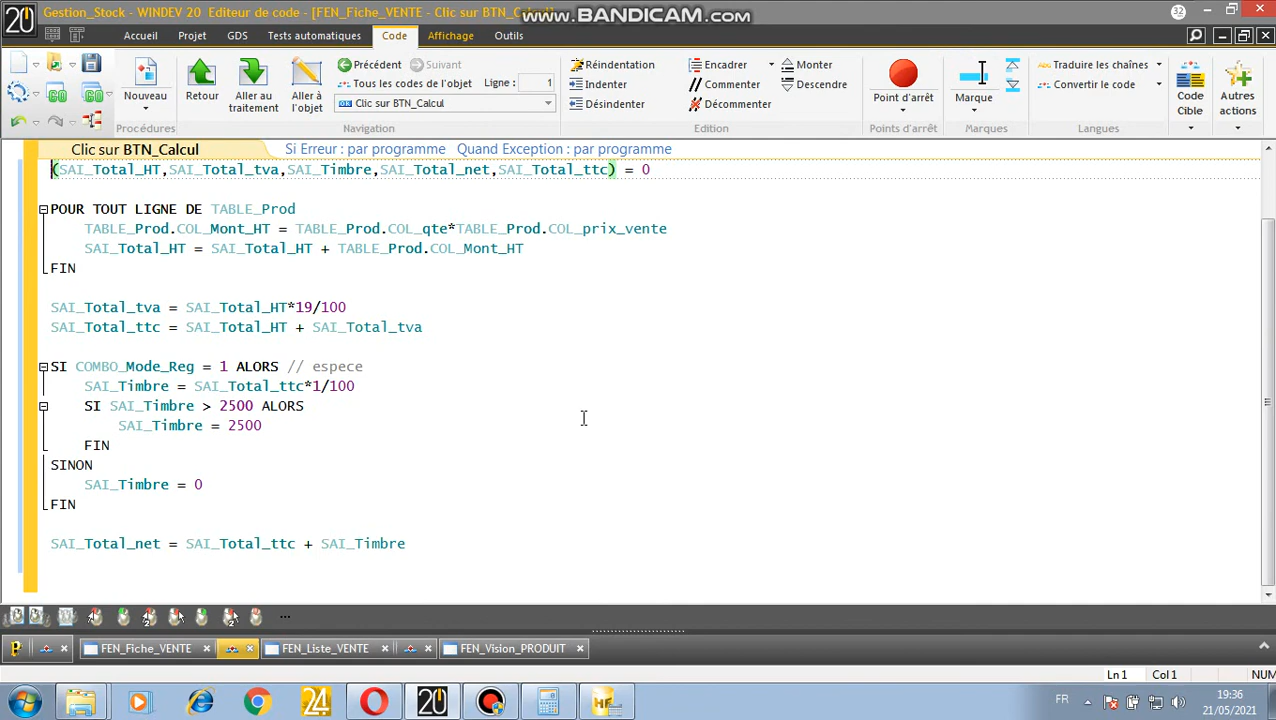 Gestion_Stock - WINDEV 20 Editeur de code - [FEN_Fiche_VENTE - Clic sur BTN_Calcul]
www.BANDICAM.com
32
20
Accueil Projet GDS Tests automatiques Code Affichage Outils
Nouveau
Procédures
Retour
Aller au traitement
Aller à l'objet
Précédent Suivant Ligne : 1
Tous les codes de l'objet
Clic sur BTN_Calcul
Navigation
Réindentation Encadrer Monter
Indenter Commenter Descendre
Désindenter Décommenter
Edition
Point d'arrêt
Points d'arrêt
Marque
Marques
Traduire les chaînes
Convertir le code
Langues
Code Cible
Autres actions
Clic sur BTN_Calcul Si Erreur : par programme Quand Exception : par programme
(SAI_Total_HT,SAI_Total_tva,SAI_Timbre,SAI_Total_net,SAI_Total_ttc) = 0
POUR TOUT LIGNE DE TABLE_Prod
TABLE_Prod.COL_Mont_HT = TABLE_Prod.COL_qte*TABLE_Prod.COL_prix_vente
SAI_Total_HT = SAI_Total_HT + TABLE_Prod.COL_Mont_HT
FIN
SAI_Total_tva = SAI_Total_HT*19/100
SAI_Total_ttc = SAI_Total_HT + SAI_Total_tva
SI COMBO_Mode_Reg = 1 ALORS // espece
SAI_Timbre = SAI_Total_ttc*1/100
SI SAI_Timbre > 2500 ALORS
SAI_Timbre = 2500
FIN
SINON
SAI_Timbre = 0
FIN
SAI_Total_net = SAI_Total_ttc + SAI_Timbre
FEN_Fiche_VENTE FEN_Liste_VENTE FEN_Vision_PRODUIT
Ln 1 Col 1 NUM
24 20 HF
FR
19:36
21/05/2021